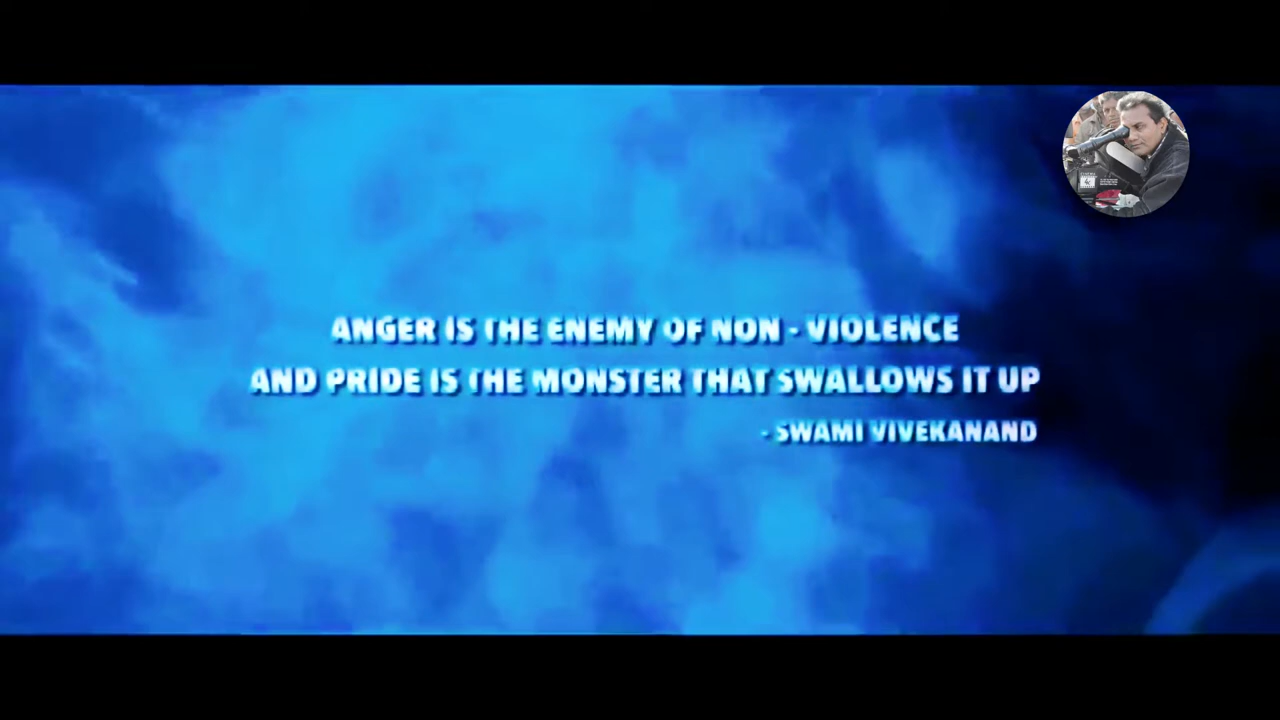 ANGER IS THE ENEMY OF NON - VIOLENCE
AND PRIDE IS THE MONSTER THAT SWALLOWS IT UP
- SWAMI VIVEKANAND